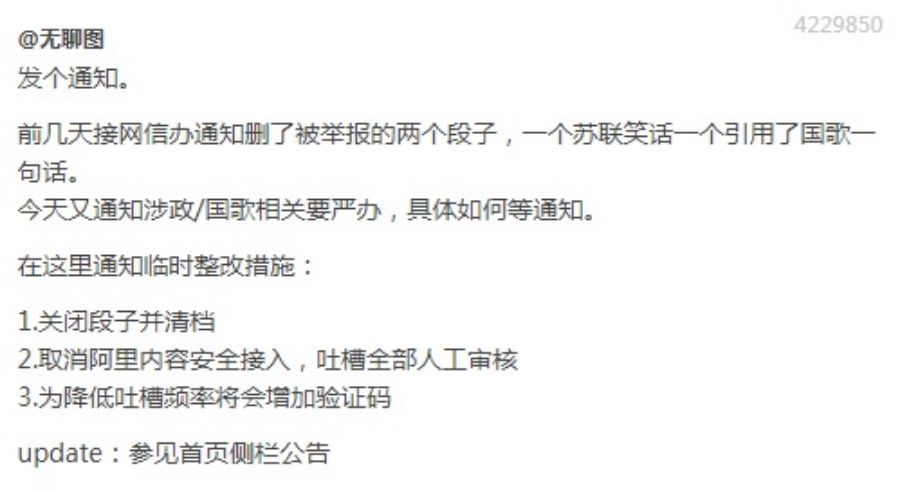 4229850
@无聊图
发个通知。
前几天接网信办通知删了被举报的两个段子，一个苏联笑话一个引用了国歌一
句话。
今天又通知涉政/国歌相关要严办，具体如何等通知。
在这里通知临时整改措施：
1.关闭段子并清档
2.取消阿里内容安全接入，吐槽全部人工审核
3.为降低吐槽频率将会增加验证码
update：参见首页侧栏公告